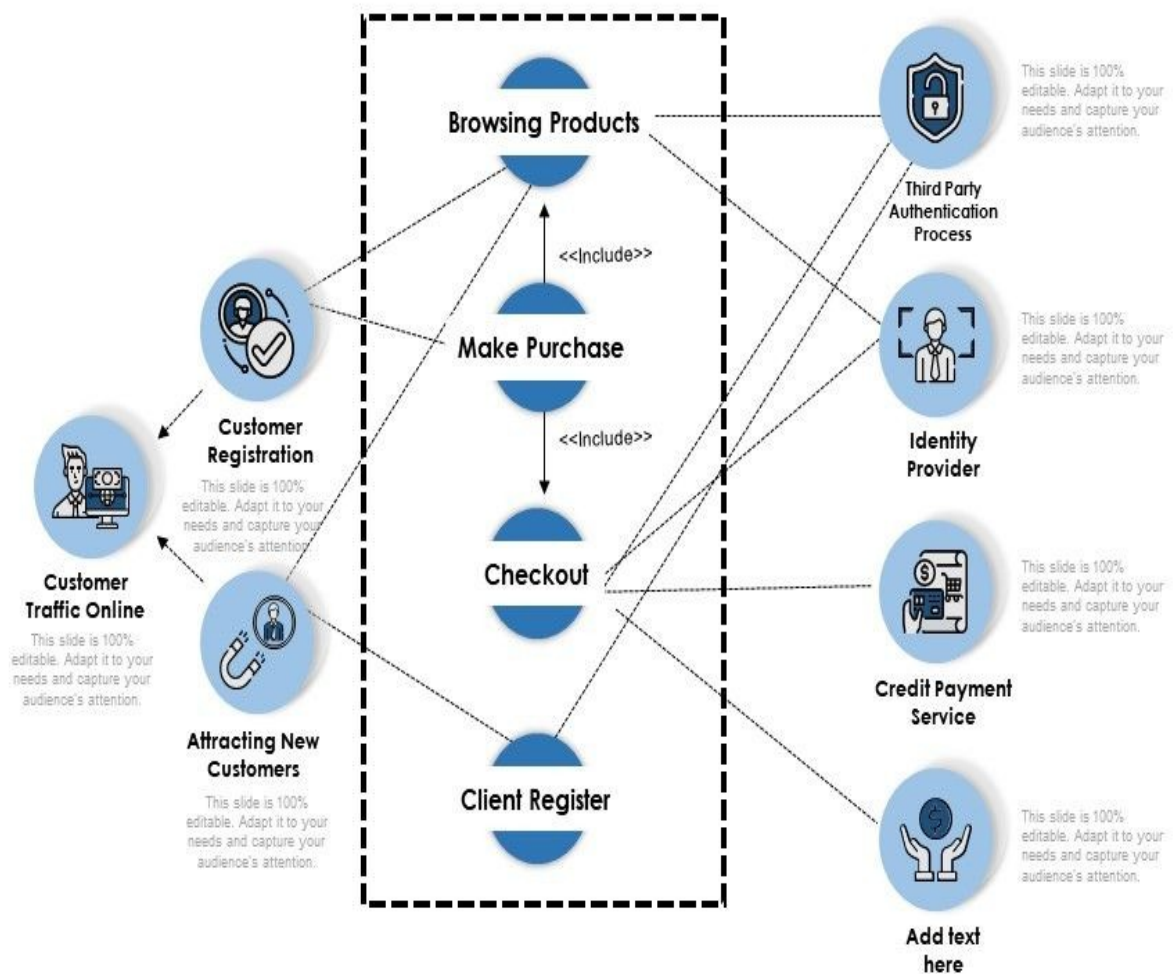 Browsing Products
<<Include>>
Make Purchase
<<Include>>
Checkout
Client Register
Customer
Registration
This slide is 100%
editable. Adapt it to your
needs and capture your
audience's attention.
Customer
Traffic Online
This slide is 100%
editable. Adapt it to your
needs and capture your
audience's attention.
Attracting New
Customers
This slide is 100%
editable. Adapt it to your
needs and capture your
audience's attention.
Third Party
Authentication
Process
This slide is 100%
editable. Adapt it to your
needs and capture your
audience's attention.
Identity
Provider
This slide is 100%
editable. Adapt it to your
needs and capture your
audience's attention.
Credit Payment
Service
This slide is 100%
editable. Adapt it to your
needs and capture your
audience's attention.
Add text
here
This slide is 100%
editable. Adapt it to your
needs and capture your
audience's attention.